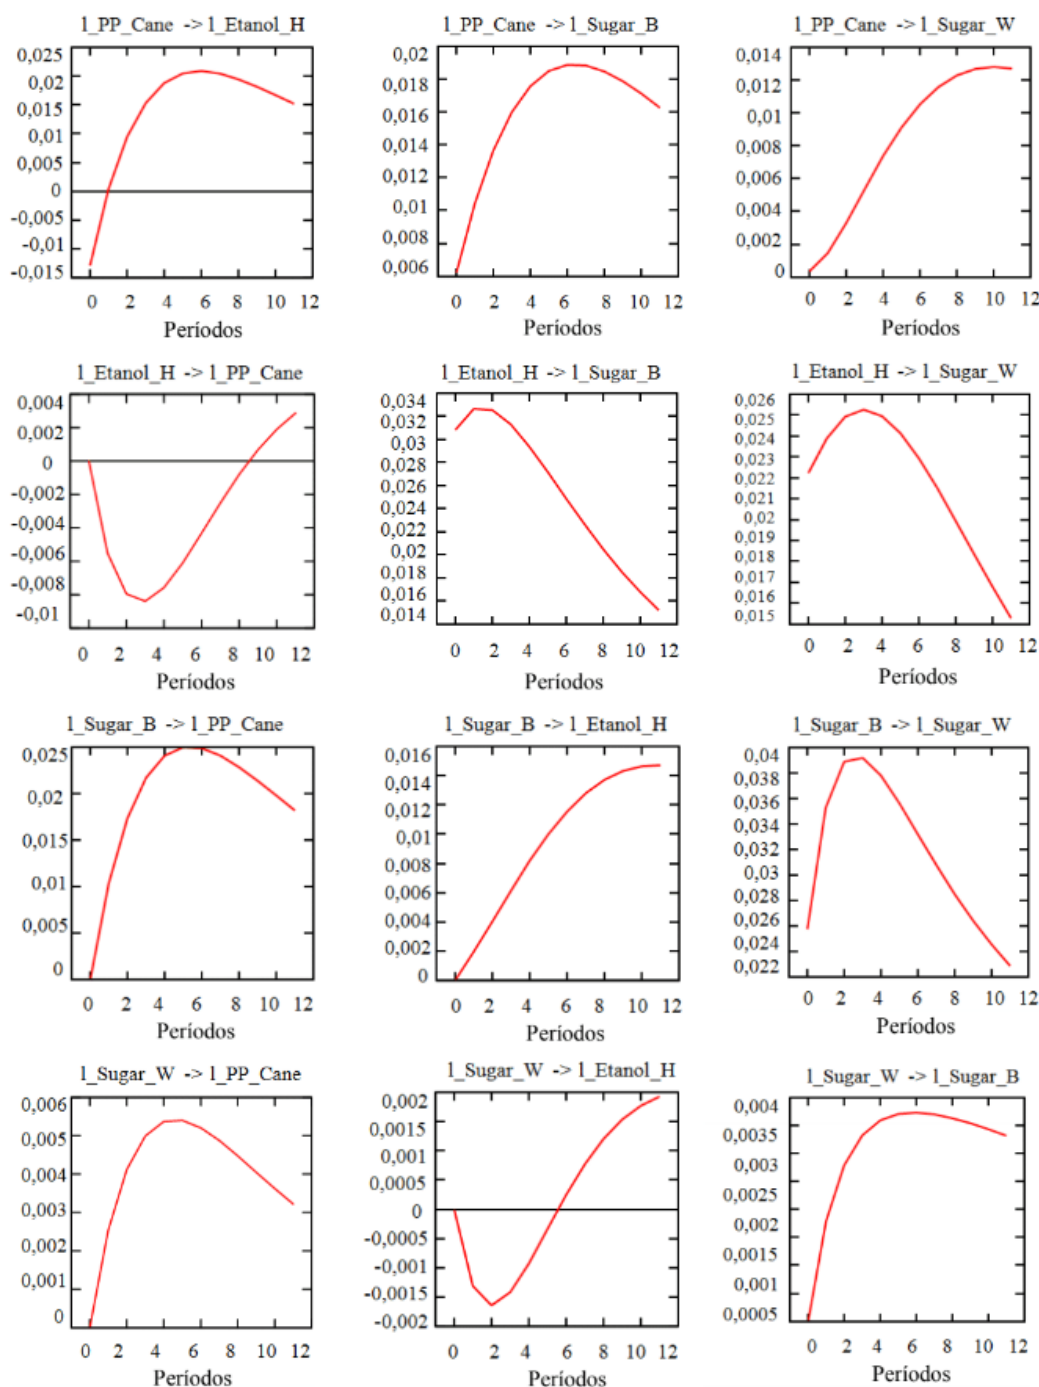 l_PP_Cane -> l_Etanol_H
0,025
0,02
0,015
0,01
0,005
0
-0,005
-0,01
-0,015
0 2 4 6 8 10 12
Períodos
l_PP_Cane -> l_Sugar_B
0,02
0,018
0,016
0,014
0,012
0,01
0,008
0,006
0 2 4 6 8 10 12
Períodos
l_PP_Cane -> l_Sugar_W
0,014
0,012
0,01
0,008
0,006
0,004
0,002
0
0 2 4 6 8 10 12
Períodos
l_Etanol_H -> l_PP_Cane
0,004
0,002
0
-0,002
-0,004
-0,006
-0,008
-0,01
0 2 4 6 8 10 12
Períodos
l_Etanol_H -> l_Sugar_B
0,034
0,032
0,03
0,028
0,026
0,024
0,022
0,02
0,018
0,016
0,014
0 2 4 6 8 10 12
Períodos
l_Etanol_H -> l_Sugar_W
0,026
0,025
0,024
0,023
0,022
0,021
0,02
0,019
0,018
0,017
0,016
0,015
0 2 4 6 8 10 12
Períodos
l_Sugar_B -> l_PP_Cane
0,025
0,02
0,015
0,01
0,005
0
0 2 4 6 8 10 12
Períodos
l_Sugar_B -> l_Etanol_H
0,016
0,014
0,012
0,01
0,008
0,006
0,004
0,002
0
0 2 4 6 8 10 12
Períodos
l_Sugar_B -> l_Sugar_W
0,04
0,038
0,036
0,034
0,032
0,03
0,028
0,026
0,024
0,022
0 2 4 6 8 10 12
Períodos
l_Sugar_W -> l_PP_Cane
0,006
0,005
0,004
0,003
0,002
0,001
0
0 2 4 6 8 10 12
Períodos
l_Sugar_W -> l_Etanol_H
0,002
0,0015
0,001
0,0005
0
-0,0005
-0,001
-0,0015
-0,002
0 2 4 6 8 10 12
Períodos
l_Sugar_W -> l_Sugar_B
0,004
0,0035
0,003
0,0025
0,002
0,0015
0,001
0,0005
0 2 4 6 8 10 12
Períodos